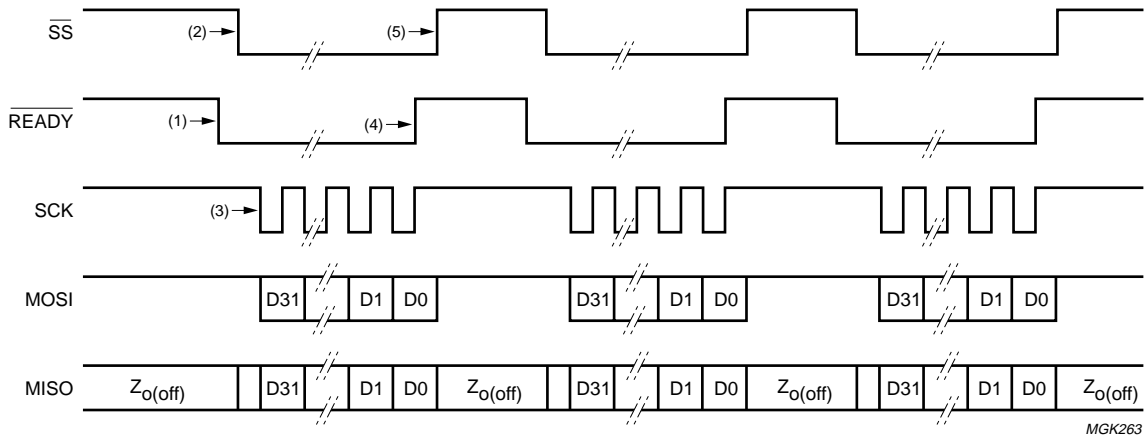 SS (2) (5)
READY (1) (4)
SCK (3)
MOSI D31 D1 D0 D31 D1 D0 D31 D1 D0
MISO Zo(off) D31 D1 D0 Zo(off) D31 D1 D0 Zo(off) D31 D1 D0 Zo(off)
MGK263